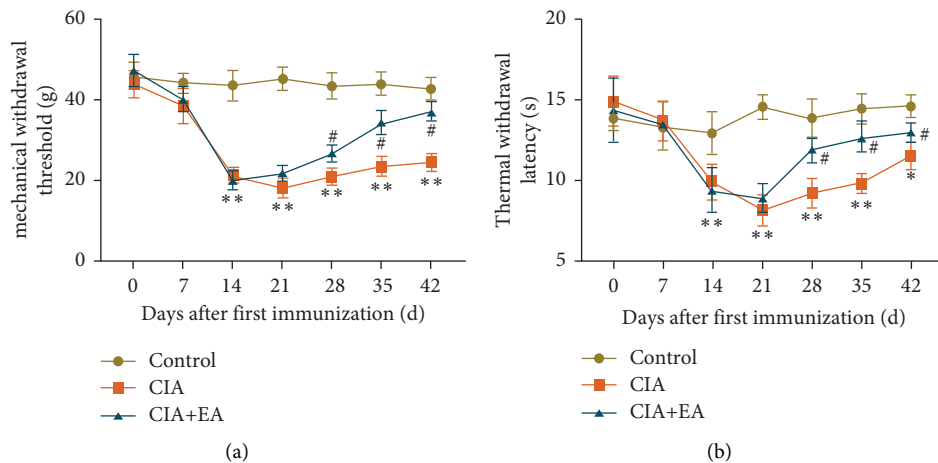 mechanical withdrawal
threshold (g)
60
40
20
0
#
#
#
**
**
**
**
**
0 7 14 21 28 35 42
Days after first immunization (d)
Control
CIA
CIA+EA
(a)
Thermal withdrawal
latency (s)
20
15
10
5
#
#
#
*
**
**
**
**
0 7 14 21 28 35 42
Days after first immunization (d)
Control
CIA
CIA+EA
(b)